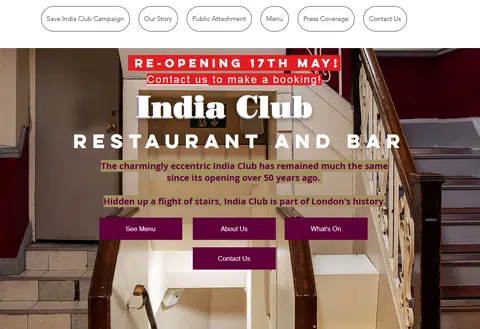 Save India Club Campaign
Our Story
Public Attachment
Menu
Press Coverage
Contact Us
RE-OPENING 17TH MAY!
Contact us to make a booking!
India Club
RESTAURANT AND BAR
The charmingly eccentric India Club has remained much the same
since its opening over 50 years ago.
Hidden up a flight of stairs, India Club is part of London's history.
See Menu
About Us
What's On
Contact Us